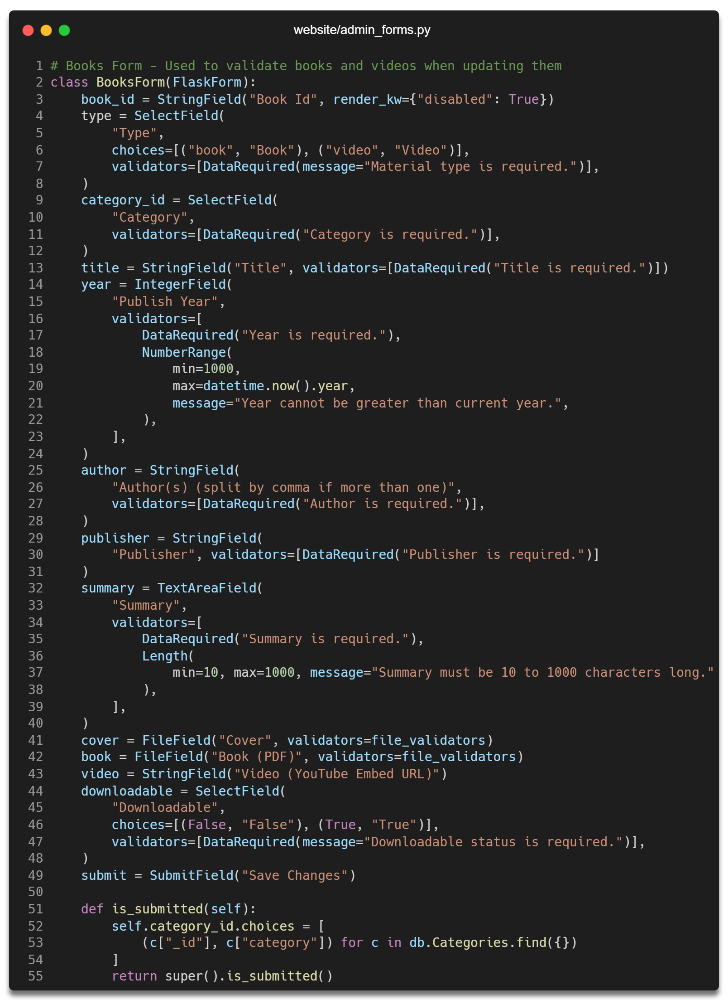 website/admin_forms.py
1 # Books Form - Used to validate books and videos when updating them
2 class BooksForm(FlaskForm):
3     book_id = StringField("Book Id", render_kw={"disabled": True})
4     type = SelectField(
5         "Type",
6         choices=[("book", "Book"), ("video", "Video")],
7         validators=[DataRequired(message="Material type is required.")],
8     )
9     category_id = SelectField(
10         "Category",
11         validators=[DataRequired("Category is required.")],
12     )
13     title = StringField("Title", validators=[DataRequired("Title is required.")])
14     year = IntegerField(
15         "Publish Year",
16         validators=[
17             DataRequired("Year is required."),
18             NumberRange(
19                 min=1000,
20                 max=datetime.now().year,
21                 message="Year cannot be greater than current year.",
22             ),
23         ],
24     )
25     author = StringField(
26         "Author(s) (split by comma if more than one)",
27         validators=[DataRequired("Author is required.")],
28     )
29     publisher = StringField(
30         "Publisher", validators=[DataRequired("Publisher is required.")]
31     )
32     summary = TextAreaField(
33         "Summary",
34         validators=[
35             DataRequired("Summary is required."),
36             Length(
37                 min=10, max=1000, message="Summary must be 10 to 1000 characters long."
38             ),
39         ],
40     )
41     cover = FileField("Cover", validators=file_validators)
42     book = FileField("Book (PDF)", validators=file_validators)
43     video = StringField("Video (YouTube Embed URL)")
44     downloadable = SelectField(
45         "Downloadable",
46         choices=[(False, "False"), (True, "True")],
47         validators=[DataRequired(message="Downloadable status is required.")],
48     )
49     submit = SubmitField("Save Changes")
50
51     def is_submitted(self):
52         self.category_id.choices = [
53             (c["_id"], c["category"]) for c in db.Categories.find({})
54         ]
55         return super().is_submitted()